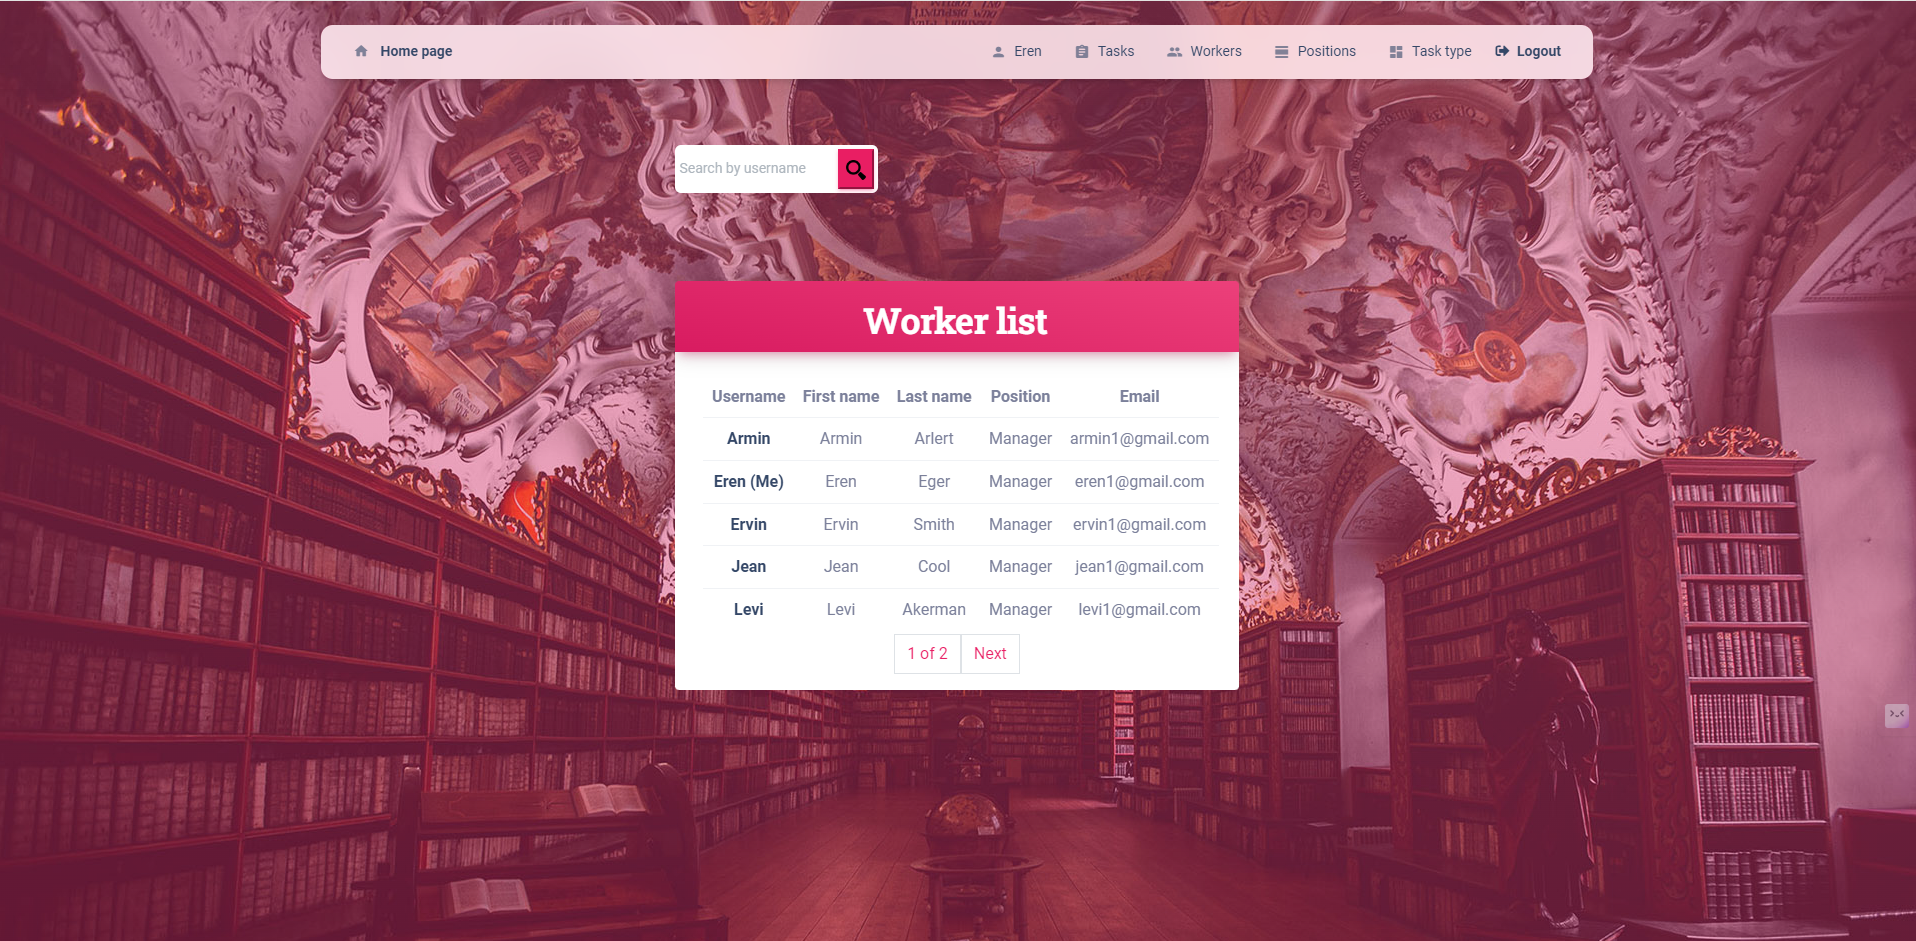 Home page Eren Tasks Workers Positions Task type Logout
Search by username
Worker list
Username First name Last name Position Email
Armin Armin Arlert Manager armin1@gmail.com
Eren (Me) Eren Eger Manager eren1@gmail.com
Ervin Ervin Smith Manager ervin1@gmail.com
Jean Jean Cool Manager jean1@gmail.com
Levi Levi Akerman Manager levi1@gmail.com
1 of 2 Next